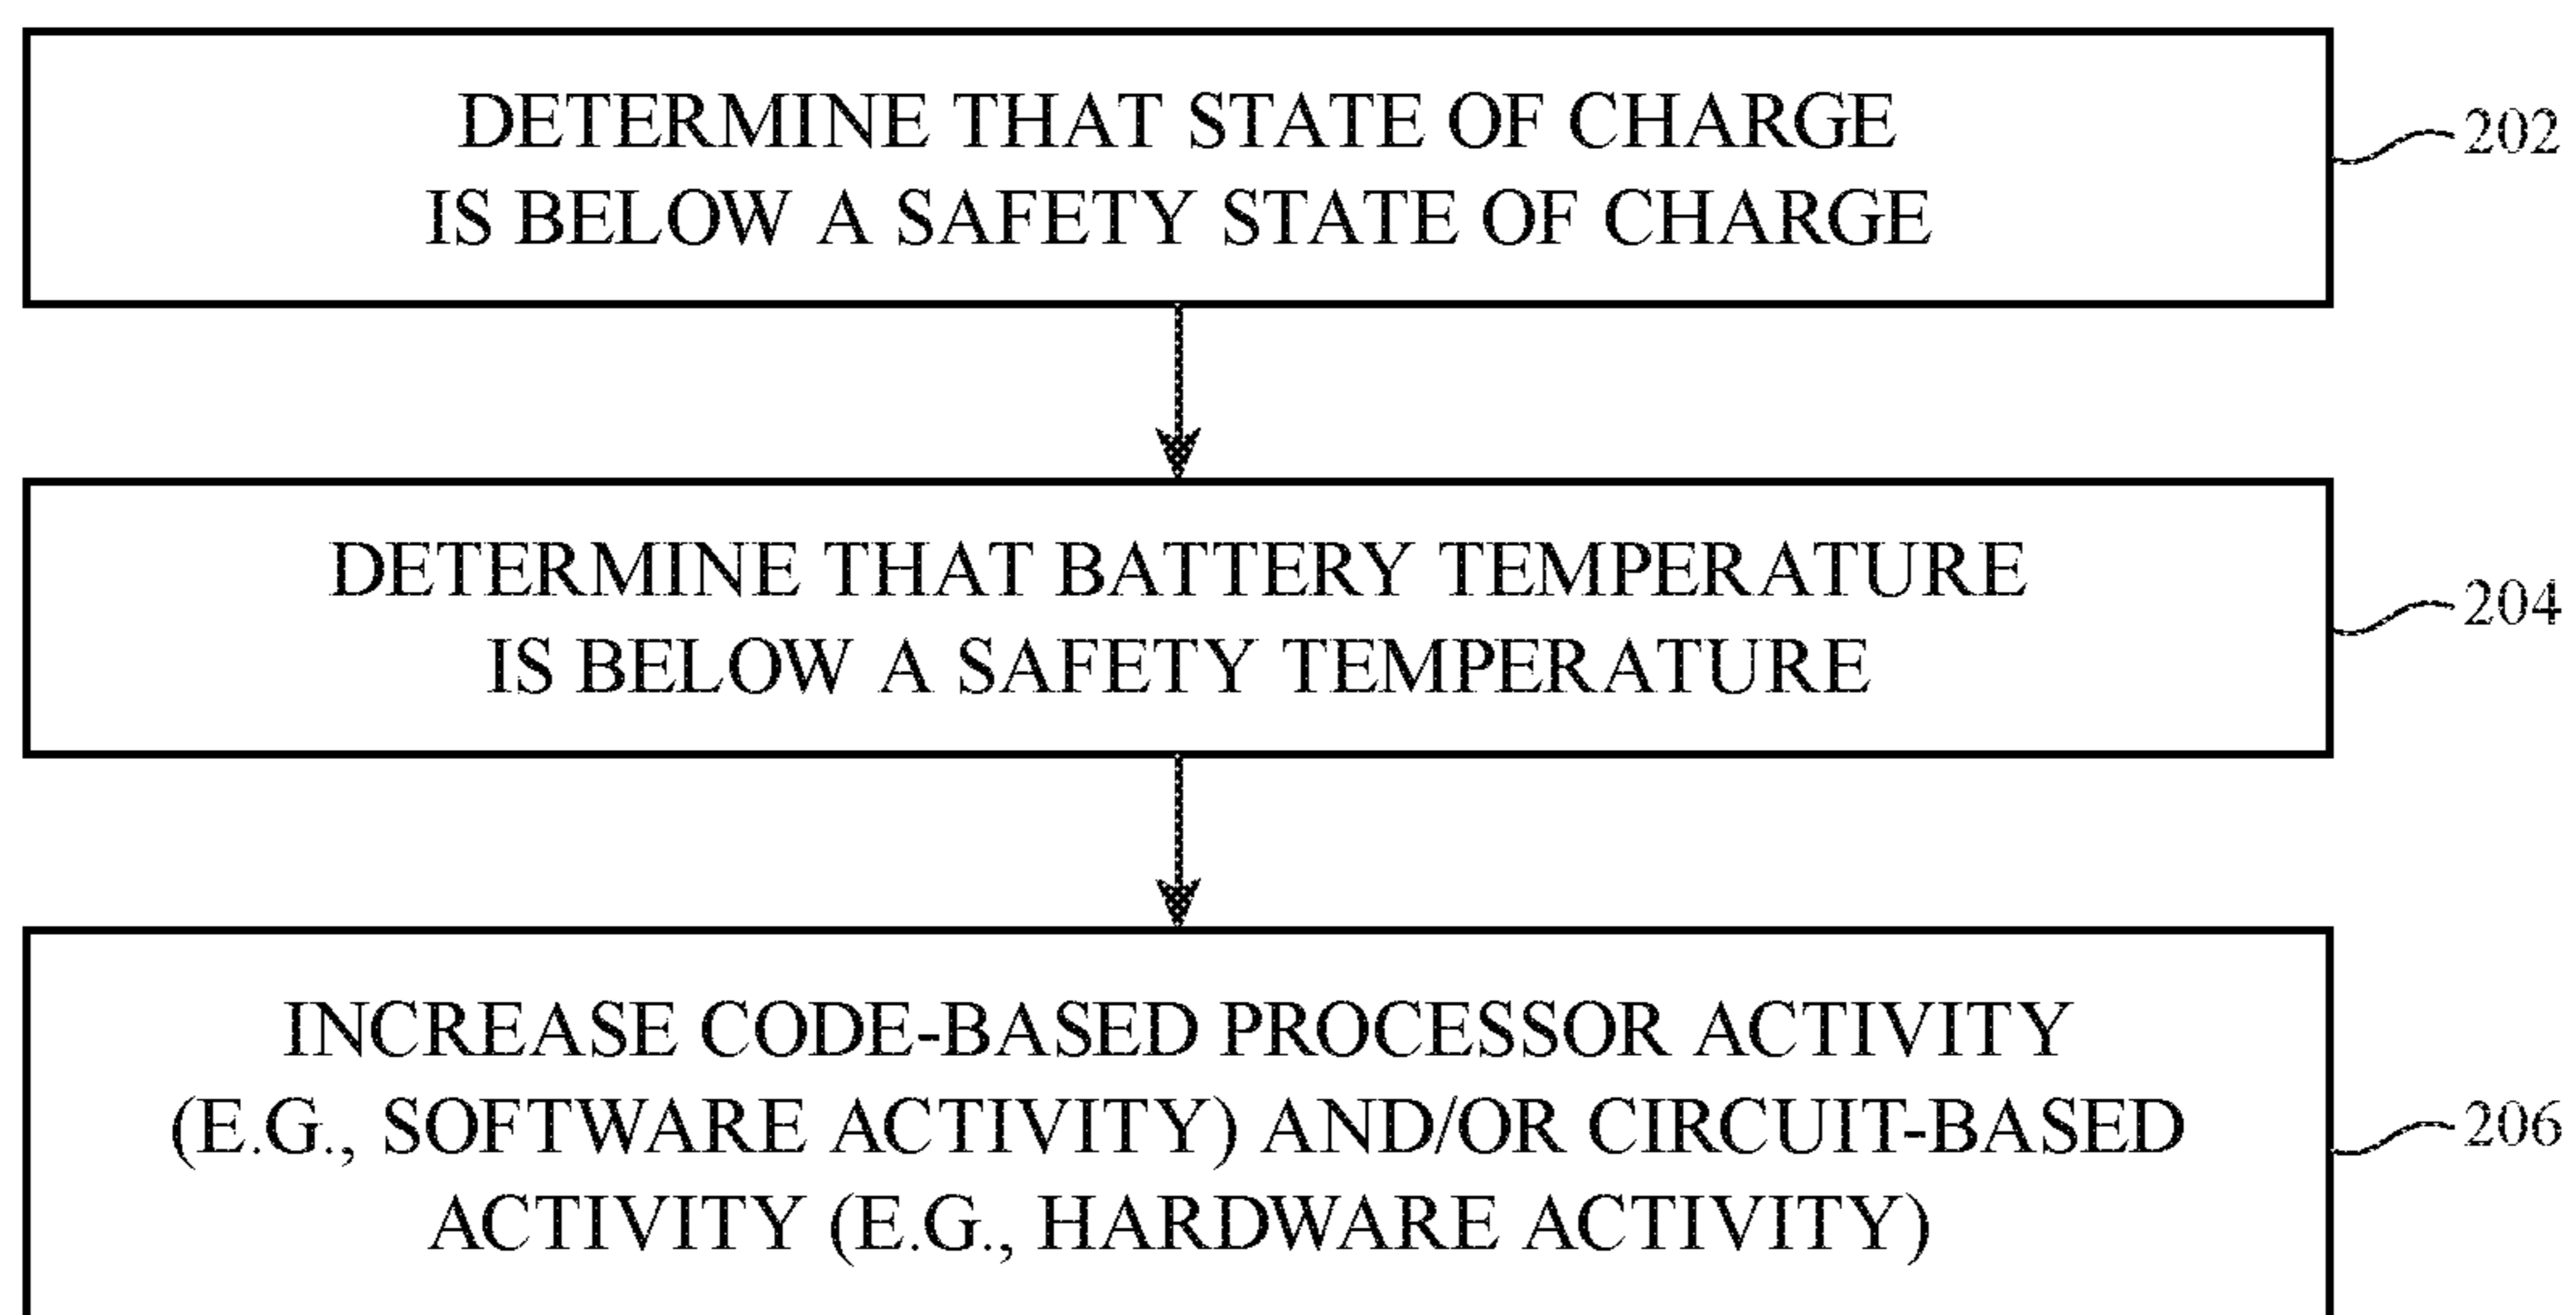 DETERMINE THAT STATE OF CHARGE
IS BELOW A SAFETY STATE OF CHARGE
202
DETERMINE THAT BATTERY TEMPERATURE
IS BELOW A SAFETY TEMPERATURE
204
INCREASE CODE-BASED PROCESSOR ACTIVITY
(E.G., SOFTWARE ACTIVITY) AND/OR CIRCUIT-BASED
ACTIVITY (E.G., HARDWARE ACTIVITY)
206